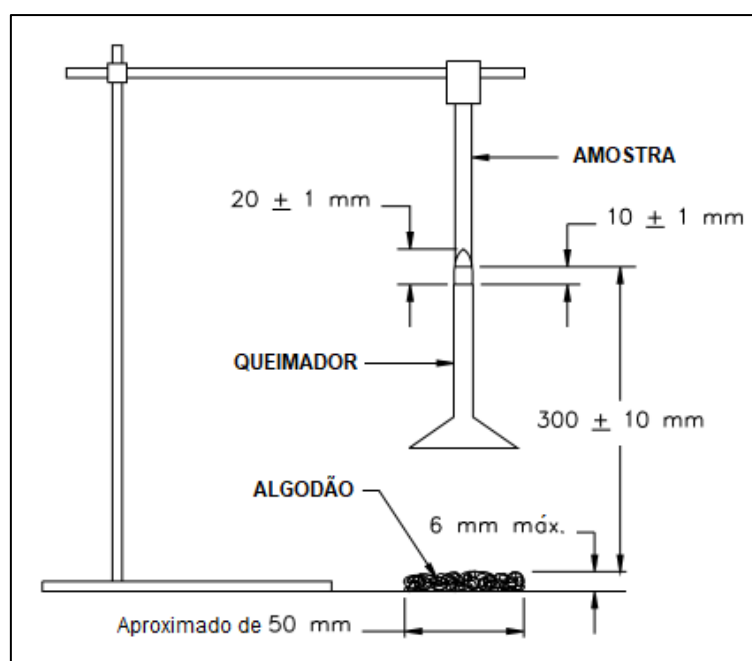 AMOSTRA
20 ± 1 mm
10 ± 1 mm
QUEIMADOR
300 ± 10 mm
ALGODÃO
6 mm máx.
Aproximado de 50 mm